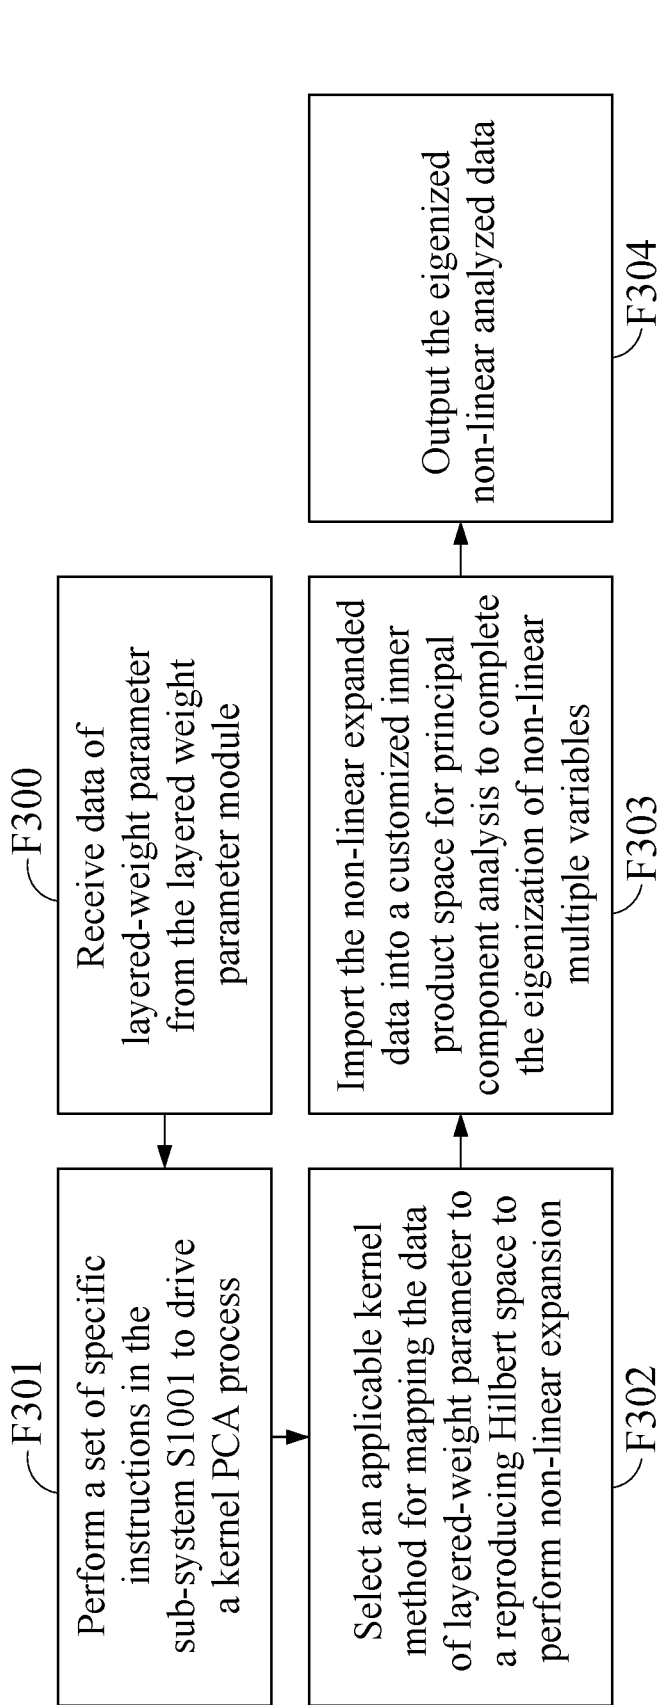 F300
Receive data of
layered-weight parameter
from the layered weight
parameter module
F301
Perform a set of specific
instructions in the
sub-system S1001 to drive
a kernel PCA process
Select an applicable kernel
method for mapping the data
of layered-weight parameter to
a reproducing Hilbert space to
perform non-linear expansion
F302
Import the non-linear expanded
data into a customized inner
product space for principal
component analysis to complete
the eigenization of non-linear
multiple variables
F303
Output the eigenized
non-linear analyzed data
F304